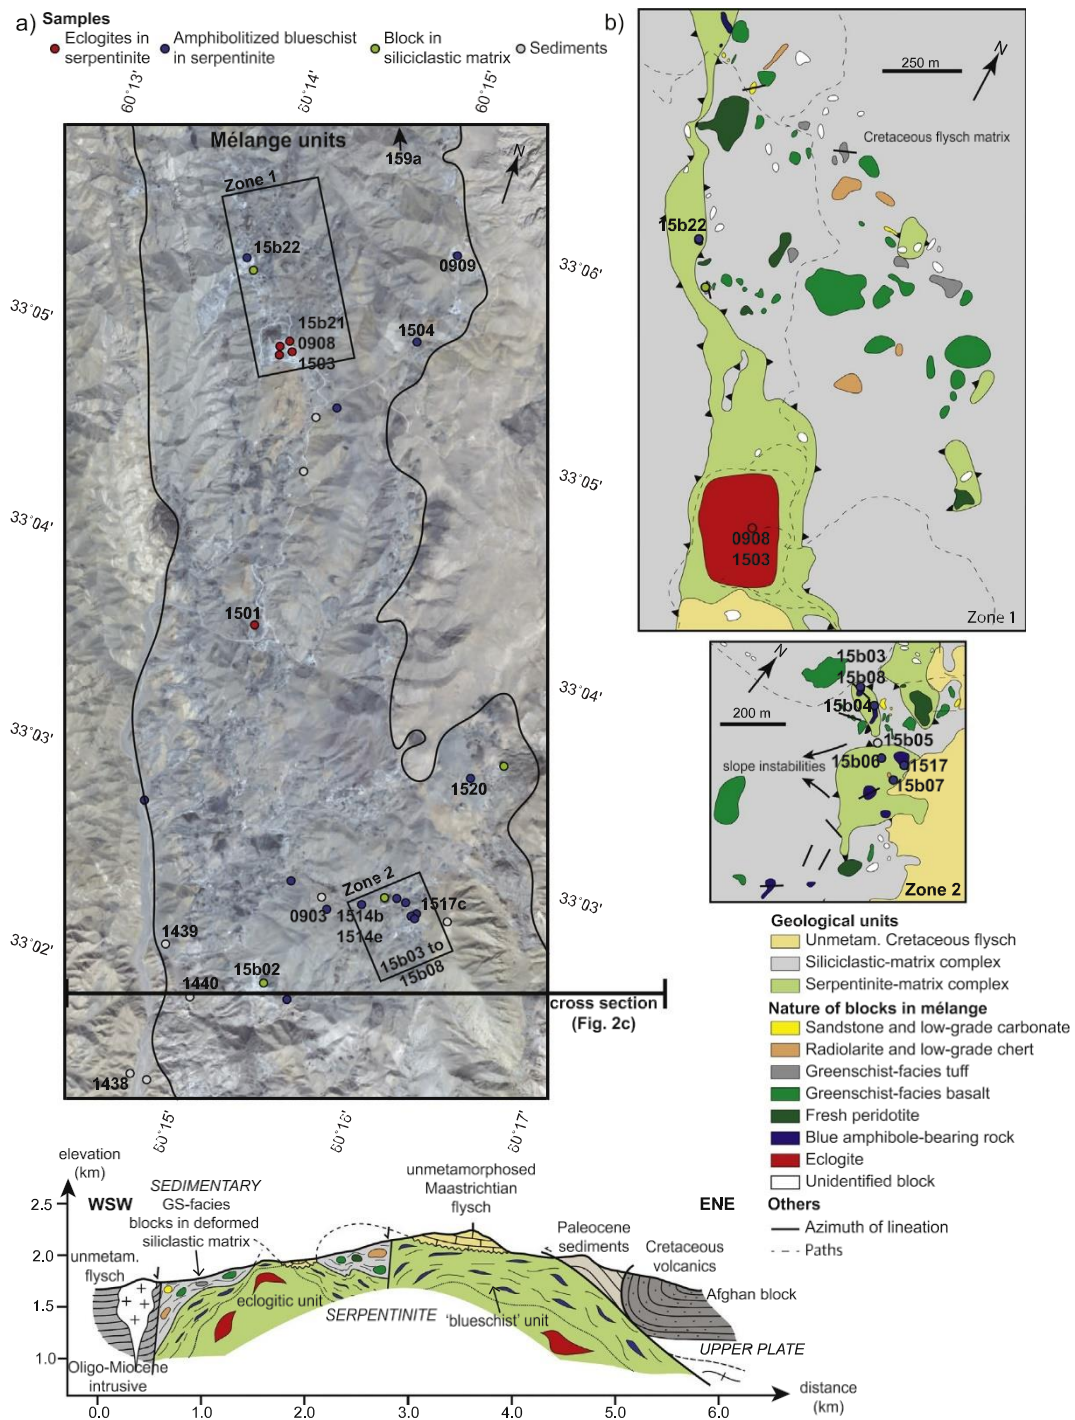 a)
Samples
Eclogites in
serpentinite
Amphibolitized blueschist
in serpentinite
Block in
siliciclastic matrix
Sediments
60°13'
60°14'
60°15'
Mélange units
159a
N
Zone 1
15b22
0909
15b21
0908
1503
1504
33°05'
33°06'
33°04'
33°05'
1501
33°03'
33°04'
1520
Zone 2
0903
1514b
1514e
1517c
15b03 to
15b08
33°02'
33°03'
1439
1440
15b02
cross section
(Fig. 2c)
1438
60°15'
60°16'
60°17'
b)
250 m
N
Cretaceous flysch matrix
15b22
0908
1503
Zone 1
N
200 m
15b03
15b08
15b04
15b05
15b06
1517
15b07
slope instabilities
Zone 2
Geological units
Unmetam. Cretaceous flysch
Siliciclastic-matrix complex
Serpentinite-matrix complex
Nature of blocks in mélange
Sandstone and low-grade carbonate
Radiolarite and low-grade chert
Greenschist-facies tuff
Greenschist-facies basalt
Fresh peridotite
Blue amphibole-bearing rock
Eclogite
Unidentified block
Others
Azimuth of lineation
Paths
elevation
(km)
2.5
2.0
1.5
1.0
WSW
ENE
SEDIMENTARY
GS-facies
blocks in deformed
siliclastic matrix
unmetam.
flysch
unmetamorphosed
Maastrichtian
flysch
Paleocene
sediments
Cretaceous
volcanics
Afghan block
eclogitic unit
SERPENTINITE
'blueschist' unit
UPPER PLATE
Oligo-Miocene
intrusive
distance
(km)
0.0
1.0
2.0
3.0
4.0
5.0
6.0